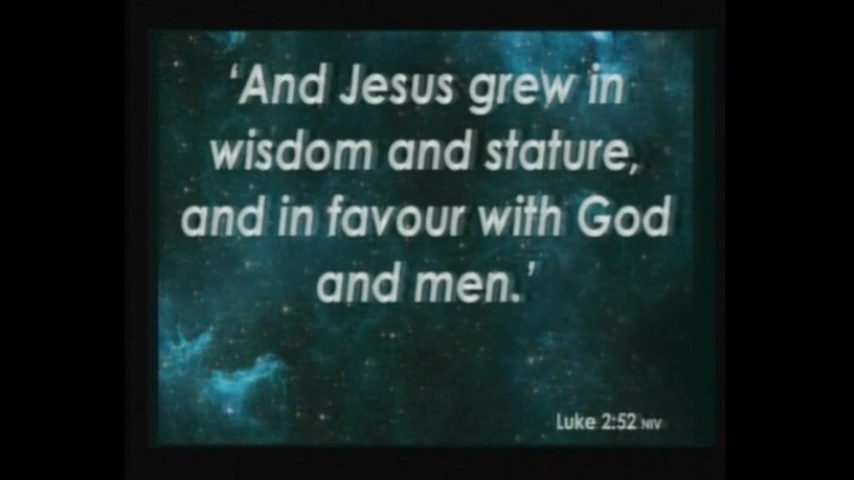 ‘And Jesus grew in
wisdom and stature,
and in favour with God
and men.’
Luke 2:52 NIV